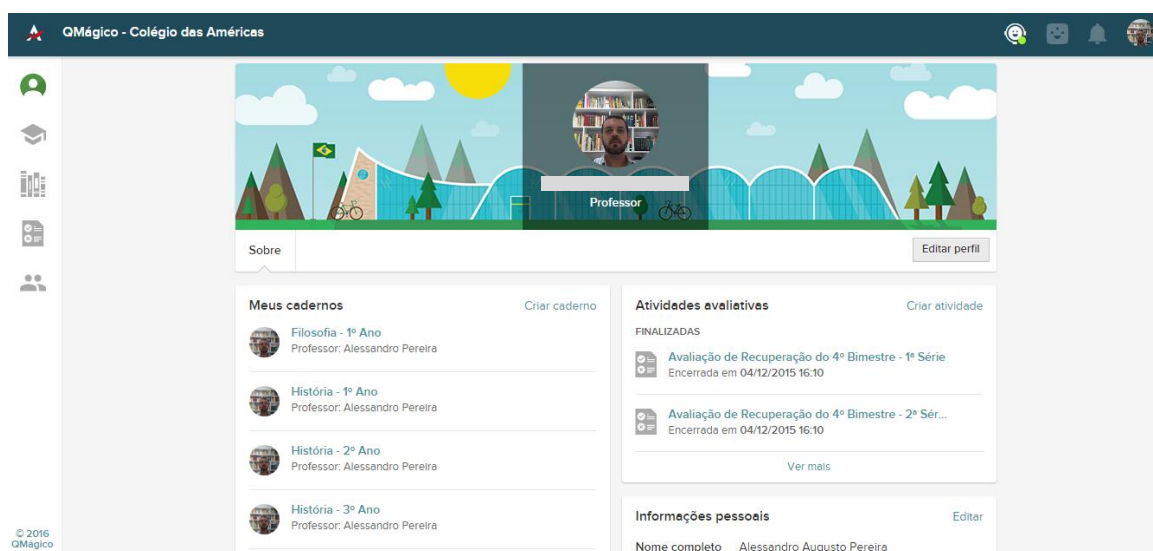 QMágico - Colégio das Américas
Professor
Sobre
Editar perfil
Meus cadernos
Criar caderno
Filosofia - 1º Ano
Professor: Alessandro Pereira
História - 1º Ano
Professor: Alessandro Pereira
História - 2º Ano
Professor: Alessandro Pereira
História - 3º Ano
Professor: Alessandro Pereira
Atividades avaliativas
Criar atividade
FINALIZADAS
Avaliação de Recuperação do 4º Bimestre - 1ª Série
Encerrada em 04/12/2015 16:10
Avaliação de Recuperação do 4º Bimestre - 2ª Sér...
Encerrada em 04/12/2015 16:10
Ver mais
Informações pessoais
Editar
Nome completo Alessandro Augusto Pereira
© 2016
QMágico